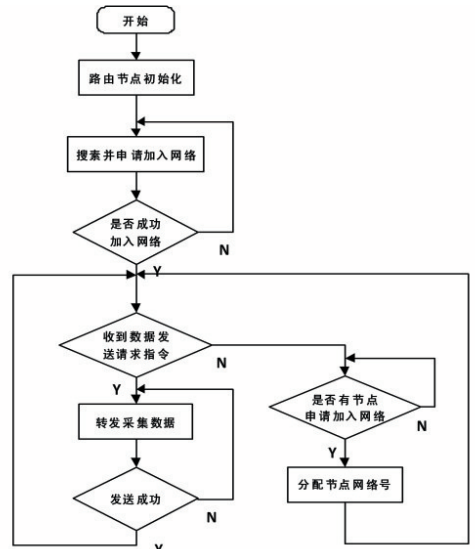 开始
路由节点初始化
搜素并申请加入网络
是否成功
加入网络
N
Y
收到数据发
送请求指令
N
Y
是否有节点
申请加入网络
N
转发采集数据
Y
分配节点网络号
发送成功
N
Y